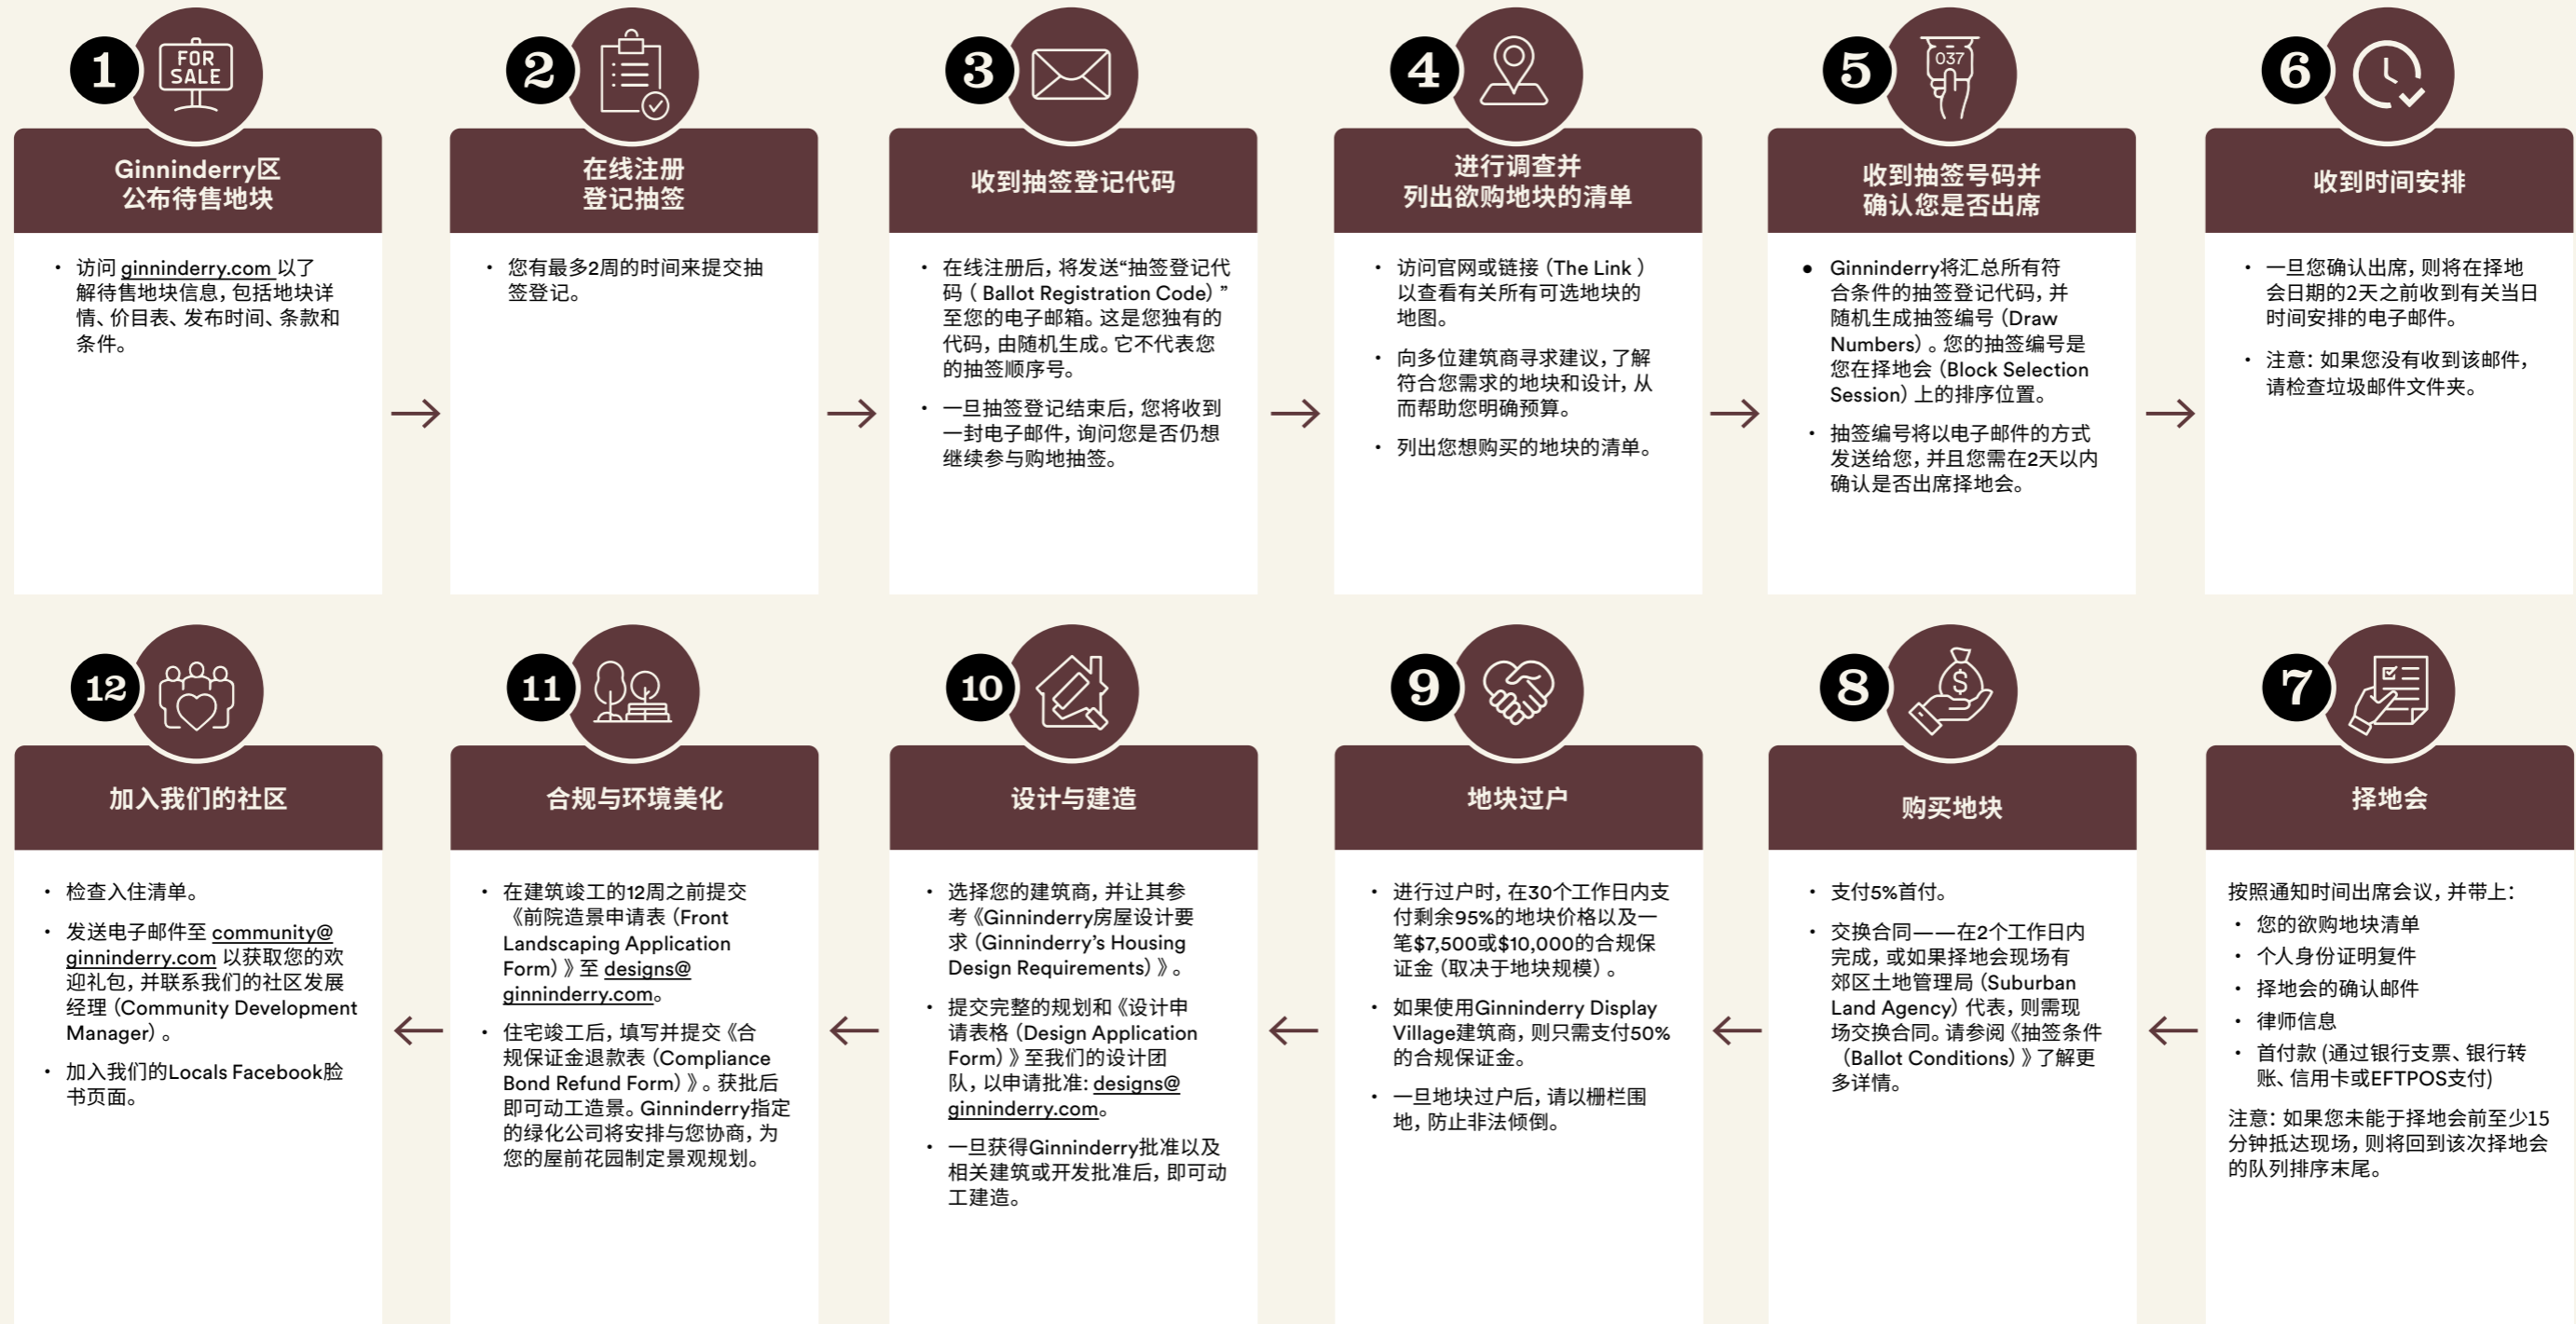 1
FOR
SALE
Ginninderry区
公布待售地块
• 访问 ginninderry.com 以了
解待售地块信息，包括地块详
情、价目表、发布时间、条款和
条件。
2
在线注册
登记抽签
• 您有最多2周的时间来提交抽
签登记。
3
收到抽签登记代码
• 在线注册后，将发送“抽签登记代
码（ Ballot Registration Code）”
至您的电子邮箱。这是您独有的
代码，由随机生成。它不代表您
的抽签顺序号。
• 一旦抽签登记结束后，您将收到
一封电子邮件，询问您是否仍想
继续参与购地抽签。
4
进行调查并
列出欲购地块的清单
• 访问官网或链接（The Link ）
以查看有关所有可选地块的
地图。
• 向多位建筑商寻求建议，了解
符合您需求的地块和设计，从
而帮助您明确预算。
• 列出您想购买的地块的清单。
5
037
收到抽签号码并
确认您是否出席
• Ginninderry将汇总所有符
合条件的抽签登记代码，并
随机生成抽签编号（Draw
Numbers）。您的抽签编号是
您在择地会（Block Selection
Session）上的排序位置。
• 抽签编号将以电子邮件的方式
发送给您，并且您需在2天以内
确认是否出席择地会。
6
收到时间安排
• 一旦您确认出席，则将在择地
会日期的2天之前收到有关当日
时间安排的电子邮件。
• 注意：如果您没有收到该邮件，
请检查垃圾邮件文件夹。
7
择地会
按照通知时间出席会议，并带上：
• 您的欲购地块清单
• 个人身份证明复件
• 择地会的确认邮件
• 律师信息
• 首付款 (通过银行支票、银行转
账、信用卡或EFTPOS支付)
注意：如果您未能于择地会前至少15
分钟抵达现场，则将回到该次择地会
的队列排序末尾。
8
$
购买地块
• 支付5%首付。
• 交换合同——在2个工作日内
完成，或如果择地会现场有
郊区土地管理局（Suburban
Land Agency）代表，则需现
场交换合同。请参阅《抽签条件
（Ballot Conditions）》了解更
多详情。
9
地块过户
• 进行过户时，在30个工作日内支
付剩余95%的地块价格以及一
笔$7,500或$10,000的合规保
证金（取决于地块规模）。
• 如果使用Ginninderry Display
Village建筑商，则只需支付50%
的合规保证金。
• 一旦地块过户后，请以栅栏围
地，防止非法倾倒。
10
设计与建造
• 选择您的建筑商，并让其参
考《Ginninderry房屋设计要
求（Ginninderry’s Housing
Design Requirements）》。
• 提交完整的规划和《设计申
请表格（Design Application
Form）》至我们的设计团
队，以申请批准: designs@
ginninderry.com。
• 一旦获得Ginninderry批准以及
相关建筑或开发批准后，即可动
工建造。
11
合规与环境美化
• 在建筑竣工的12周之前提交
《前院造景申请表（Front
Landscaping Application
Form）》至 designs@
ginninderry.com。
• 住宅竣工后，填写并提交《合
规保证金退款表（Compliance
Bond Refund Form）》。获批后
即可动工造景。Ginninderry指定
的绿化公司将安排与您协商，为
您的屋前花园制定景观规划。
12
加入我们的社区
• 检查入住清单。
• 发送电子邮件至 community@
ginninderry.com 以获取您的欢
迎礼包，并联系我们的社区发展
经理（Community Development
Manager）。
• 加入我们的Locals Facebook脸
书页面。